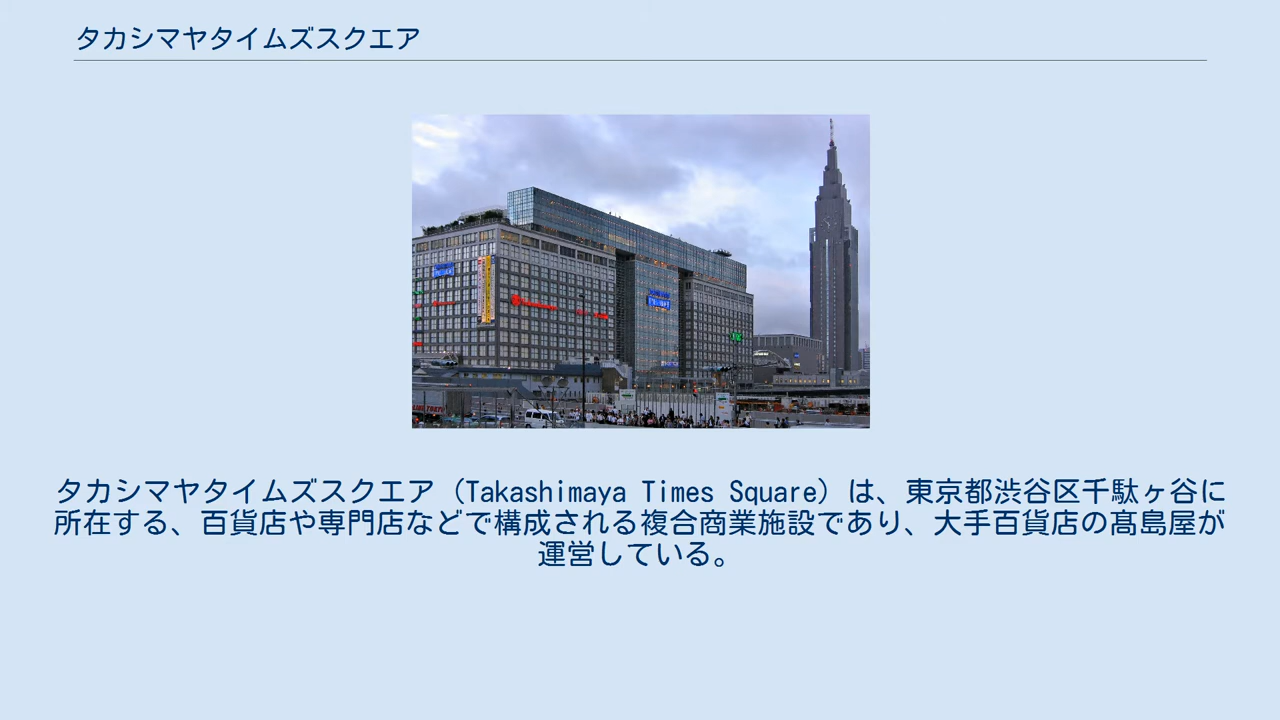 タカシマヤタイムズスクエア
タカシマヤタイムズスクエア（Takashimaya Times Square）は、東京都渋谷区千駄ヶ谷に
所在する、百貨店や専門店などで構成される複合商業施設であり、大手百貨店の髙島屋が
運営している。